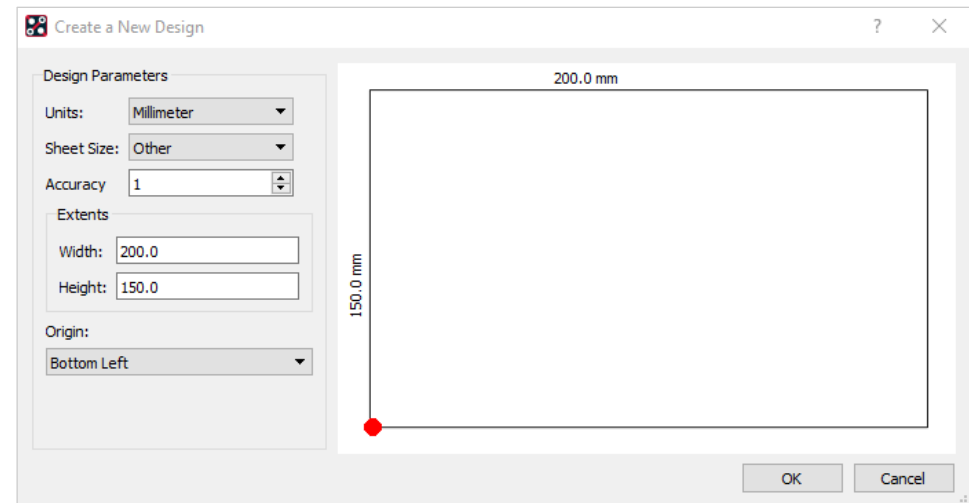 Create a New Design
Design Parameters
Units: Millimeter
Sheet Size: Other
Accuracy 1
Extents
Width: 200.0
Height: 150.0
Origin:
Bottom Left
200.0 mm
150.0 mm
OK Cancel